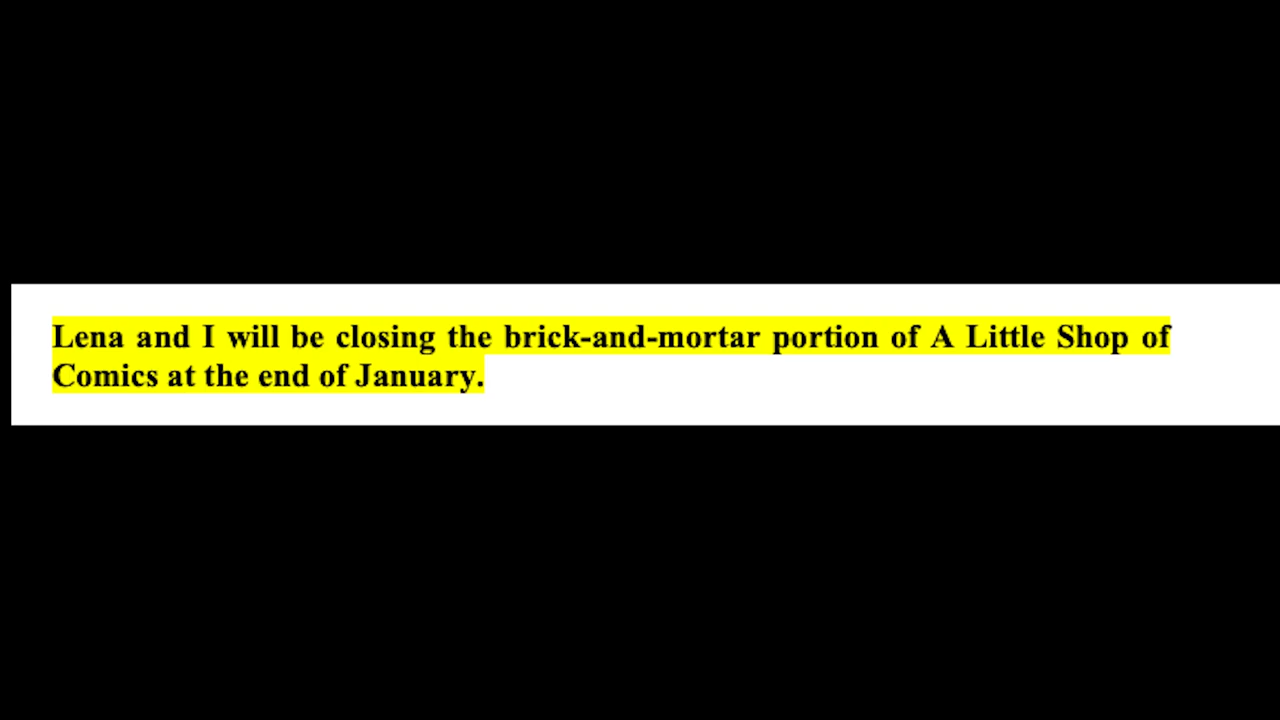 Lena and I will be closing the brick-and-mortar portion of A Little Shop of
Comics at the end of January.